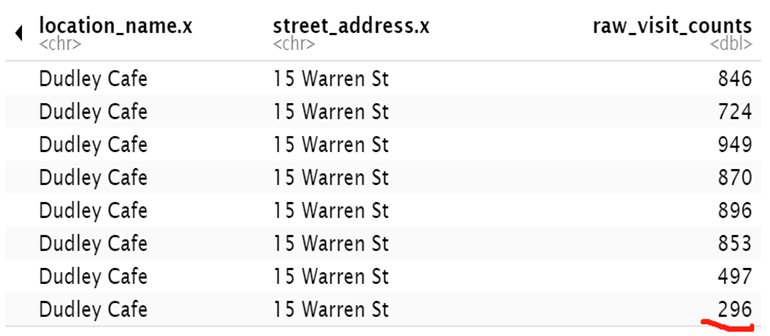 location_name.x street_address.x raw_visit_counts
<chr> <chr> <dbl>
Dudley Cafe 15 Warren St 846
Dudley Cafe 15 Warren St 724
Dudley Cafe 15 Warren St 949
Dudley Cafe 15 Warren St 870
Dudley Cafe 15 Warren St 896
Dudley Cafe 15 Warren St 853
Dudley Cafe 15 Warren St 497
Dudley Cafe 15 Warren St 296